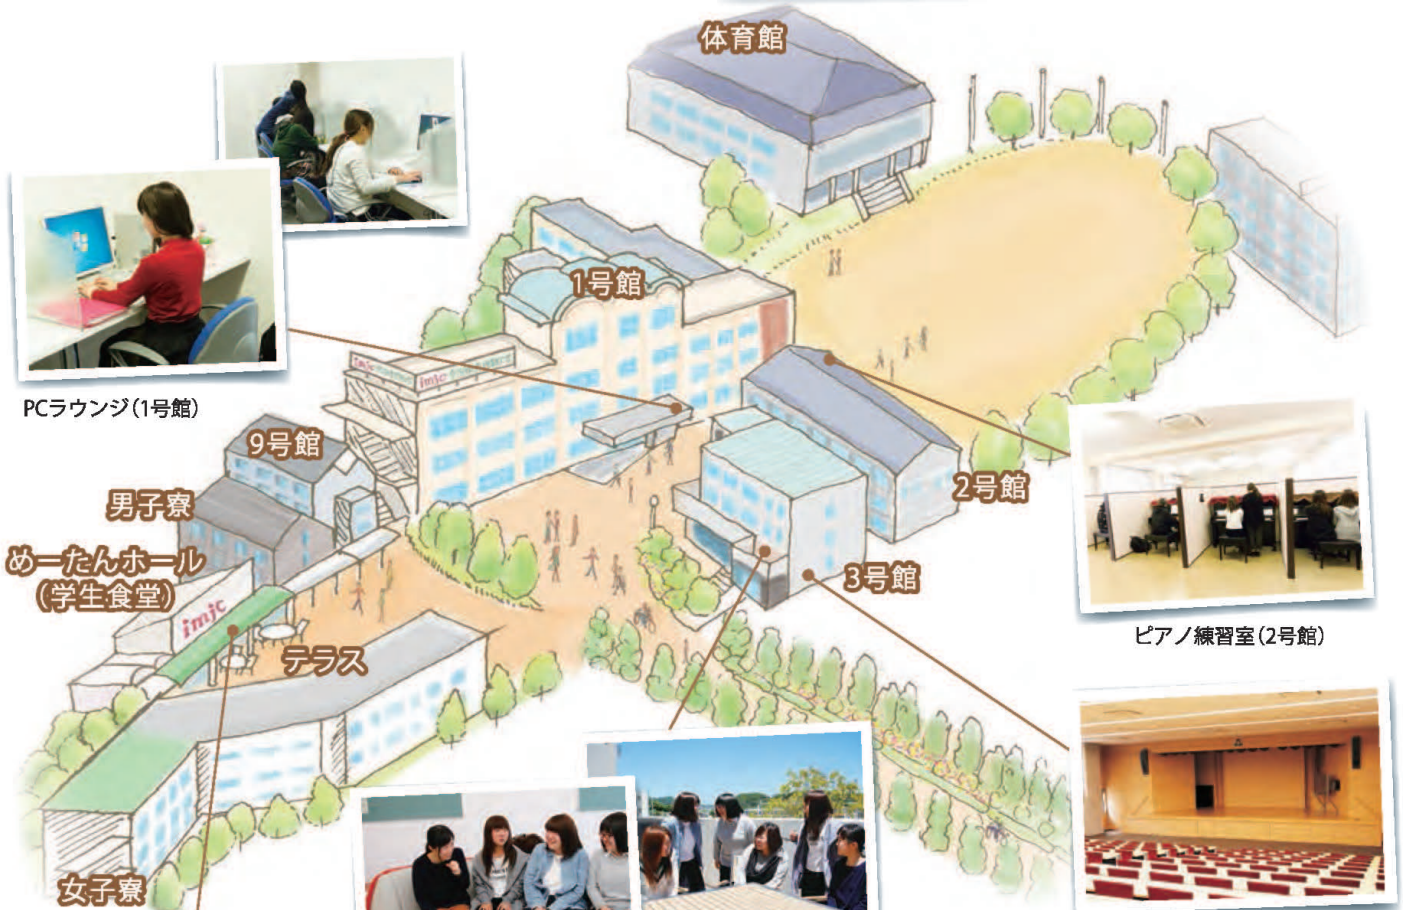 体育館
1号館
imjc
PCラウンジ(1号館)
9号館
男子寮
2号館
めーたんホール
(学生食堂)
3号館
imjc
テラス
ピアノ練習室(2号館)
女子寮